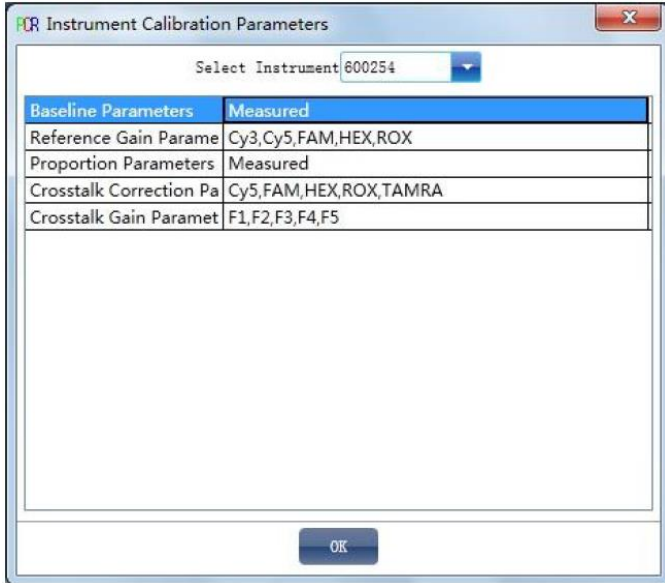 PCR Instrument Calibration Parameters
Select Instrument 600254
Baseline Parameters Measured
Reference Gain Parame Cy3,Cy5,FAM,HEX,ROX
Proportion Parameters Measured
Crosstalk Correction Pa Cy5,FAM,HEX,ROX,TAMRA
Crosstalk Gain Paramet F1,F2,F3,F4,F5
OK